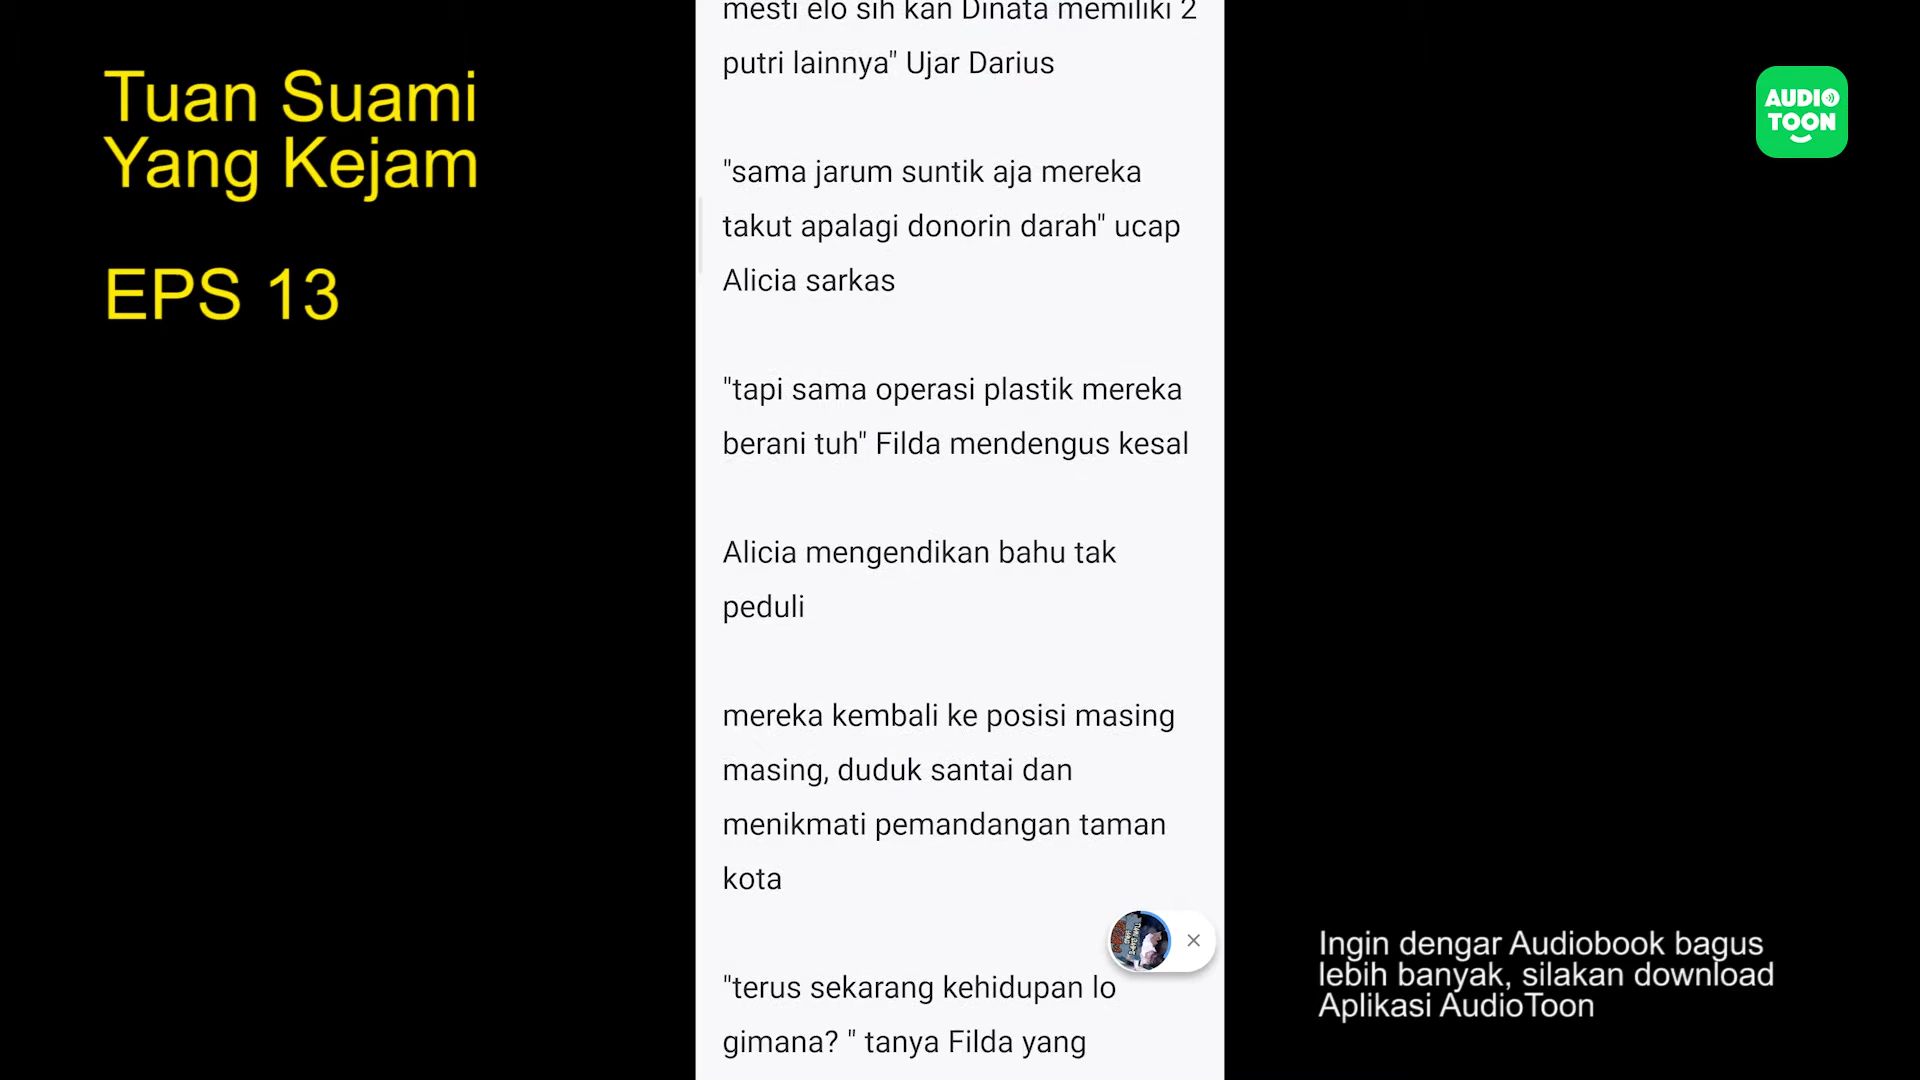 Tuan Suami
Yang Kejam
EPS 13
mesti elo sih kan Dinata memiliki 2
putri lainnya" Ujar Darius
"sama jarum suntik aja mereka
takut apalagi donorin darah" ucap
Alicia sarkas
"tapi sama operasi plastik mereka
berani tuh" Filda mendengus kesal
Alicia mengendikan bahu tak
peduli
mereka kembali ke posisi masing
masing, duduk santai dan
menikmati pemandangan taman
kota
"terus sekarang kehidupan lo
gimana? " tanya Filda yang
AUDIO
TOON
Ingin dengar Audiobook bagus
lebih banyak, silakan download
Aplikasi AudioToon